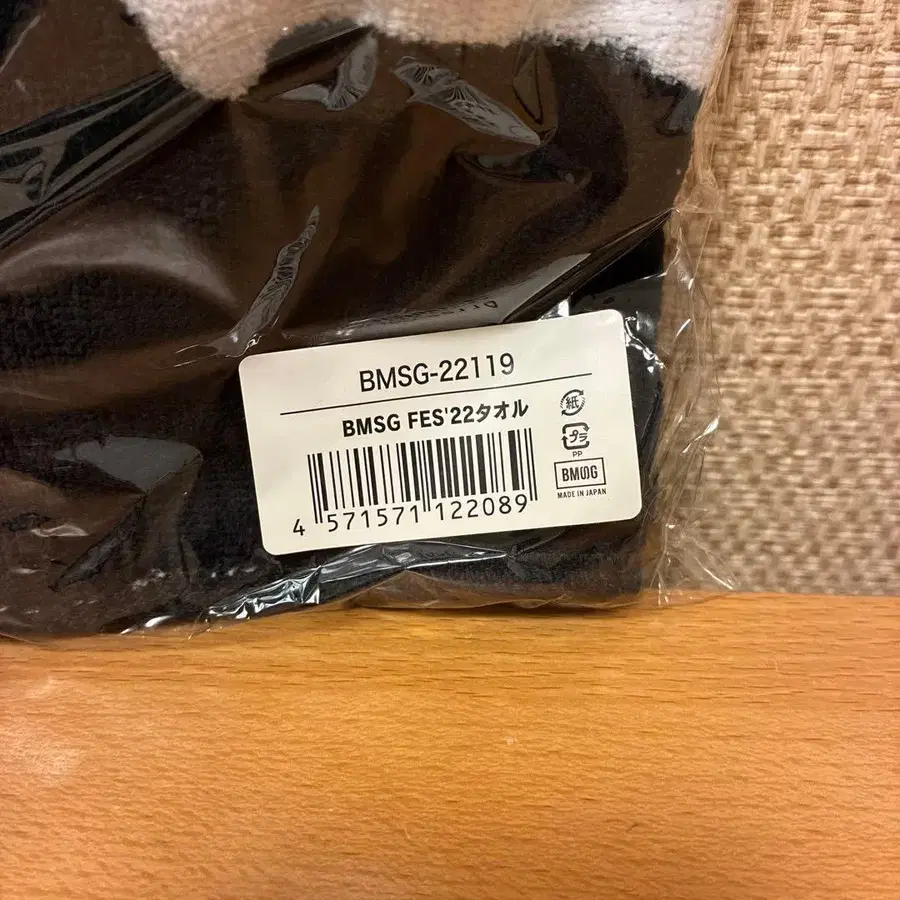 BMSG-22119
BMSG FES'22タオル
紙
プラ
PP
BMSG
MADE IN JAPAN
4 571571 122089